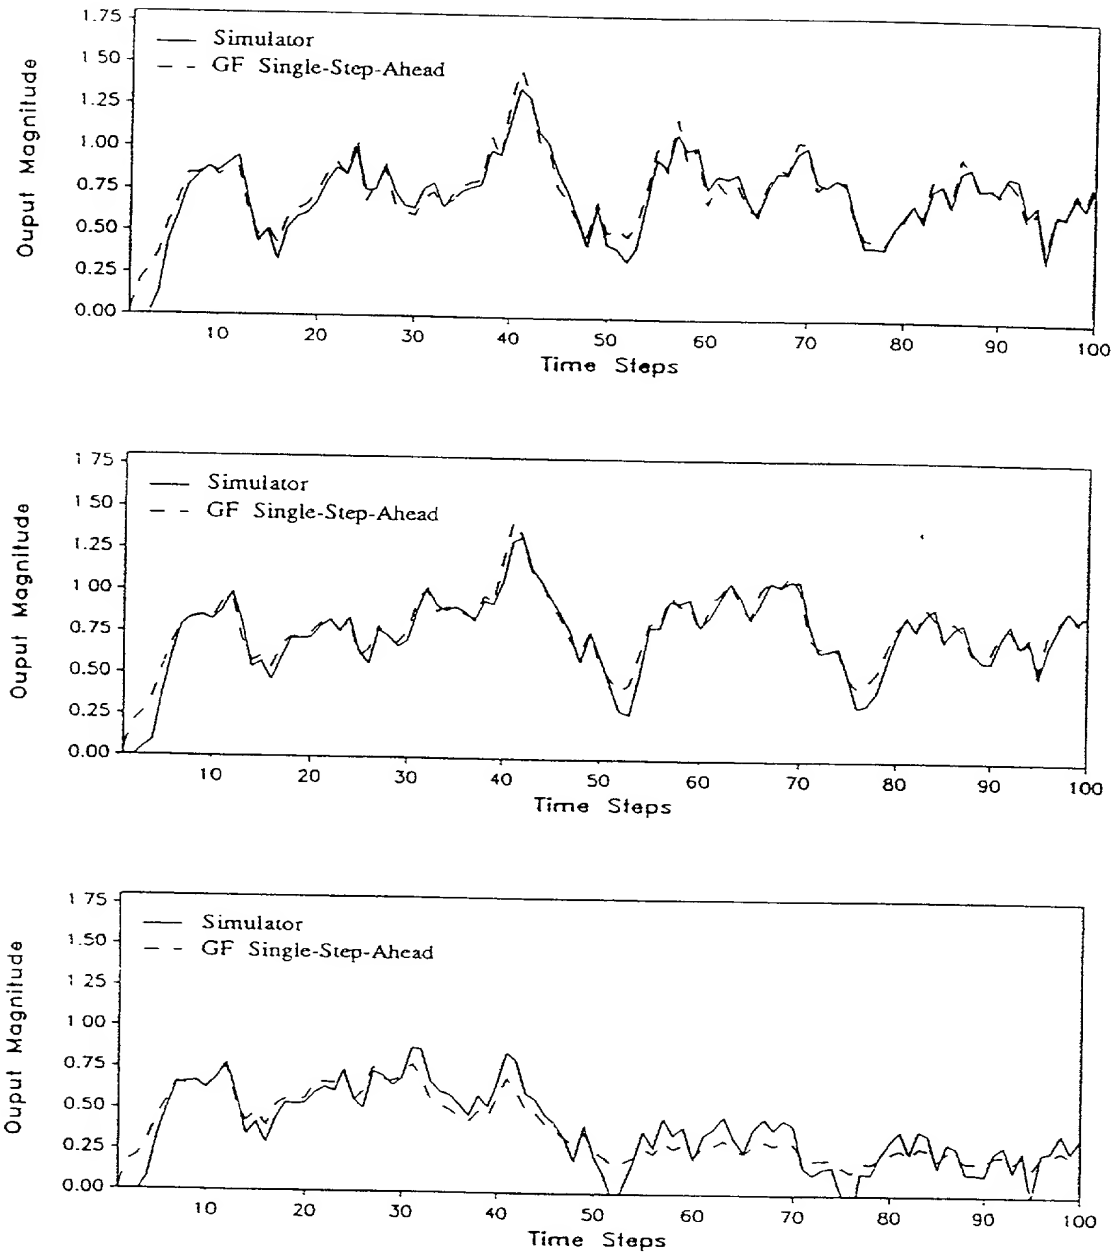 1.75
1 50
1.25
1.00
0.75
0.50
0.25
0.00
Ouput Magnitude
Simulator
GF Single-Step-Ahead
10 20 30 40 50 60 70 80 90 100
Time Steps
1 75
1 50
1.25
1 00
0.75
0.50
0.25
0.00
Ouput Magnitude
Simulator
GF Single-Step-Ahead
10 20 30 40 50 60 70 80 90 100
Time Steps
1 75
1.50
1 25
1 00
0.75
0.50
0.25
0.00
Ouput Magnitude
Simulator
GF Single-Step-Ahead
10 20 30 40 50 60 70 80 90 100
Time Steps